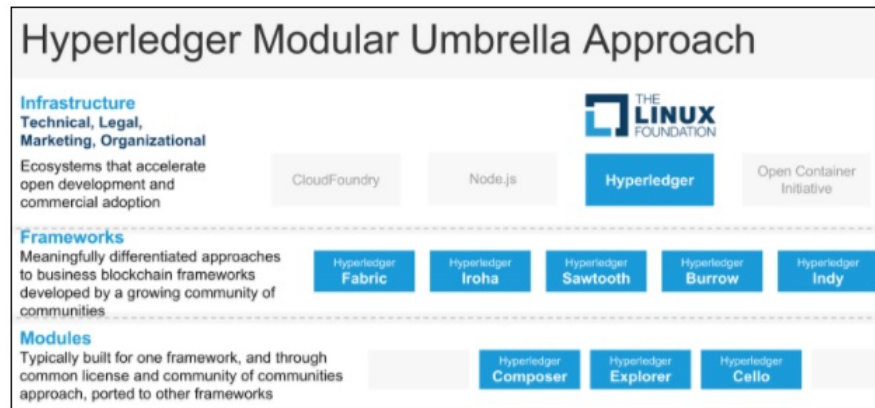 Hyperledger Modular Umbrella Approach
Infrastructure
Technical, Legal,
Marketing, Organizational
Ecosystems that accelerate
open development and
commercial adoption
THE
LINUX
FOUNDATION
CloudFoundry
Node.js
Hyperledger
Open Container
Initiative
Frameworks
Meaningfully differentiated approaches
to business blockchain frameworks
developed by a growing community of
communities
Hyperledger
Fabric
Hyperledger
Iroha
Hyperledger
Sawtooth
Hyperledger
Burrow
Hyperledger
Indy
Modules
Typically built for one framework, and through
common license and community of communities
approach, ported to other frameworks
Hyperledger
Composer
Hyperledger
Explorer
Hyperledger
Cello